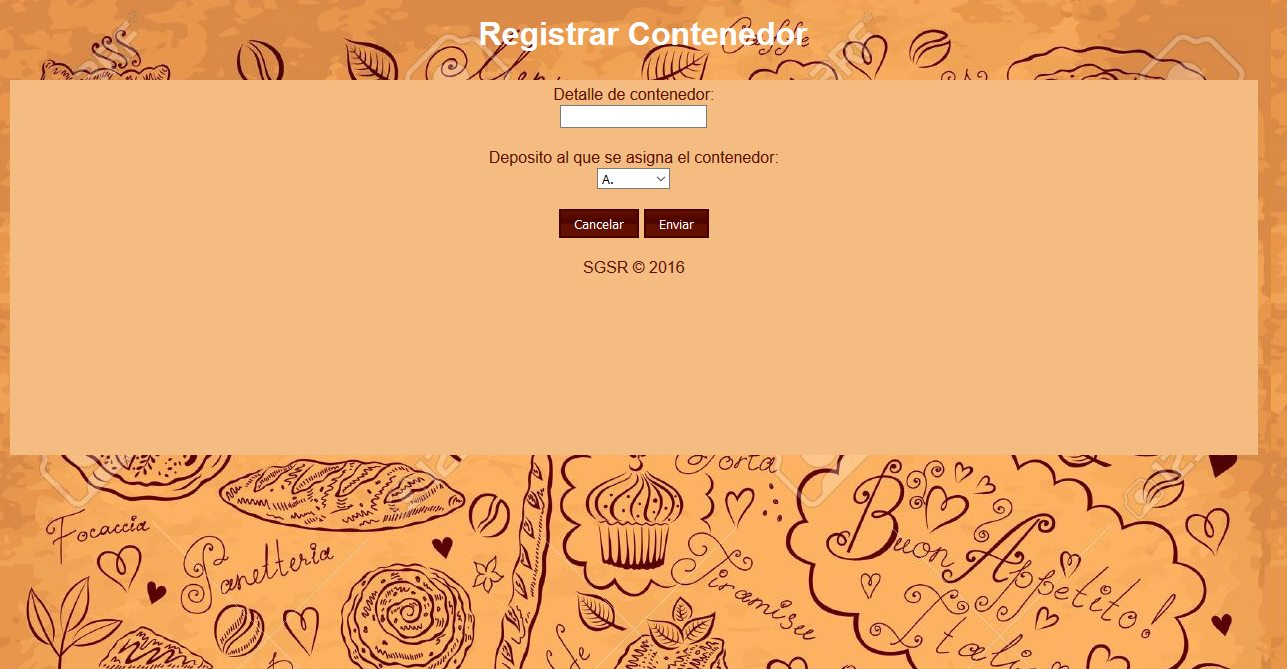 Registrar Contenedor
Caffe
Detalle de contenedor:
Deposito al que se asigna el contenedor:
A.
Cancelar Enviar
SGSR © 2016
Torta
Focaccia
Panetteria
Buon Appetito!
Tiramisu